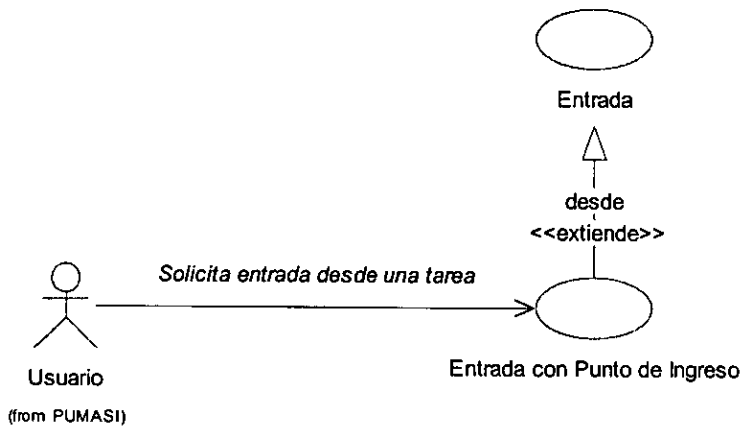 Entrada
desde
<<extiende>>
Solicita entrada desde una tarea
Entrada con Punto de Ingreso
Usuario
(from PUMASI)